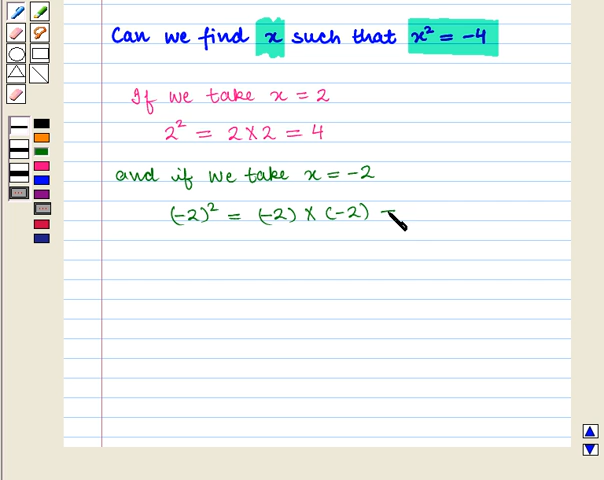 Can we find x such that x² = -4
If we take x = 2
2² = 2 × 2 = 4
and if we take x = -2
(-2)² = (-2) × (-2)